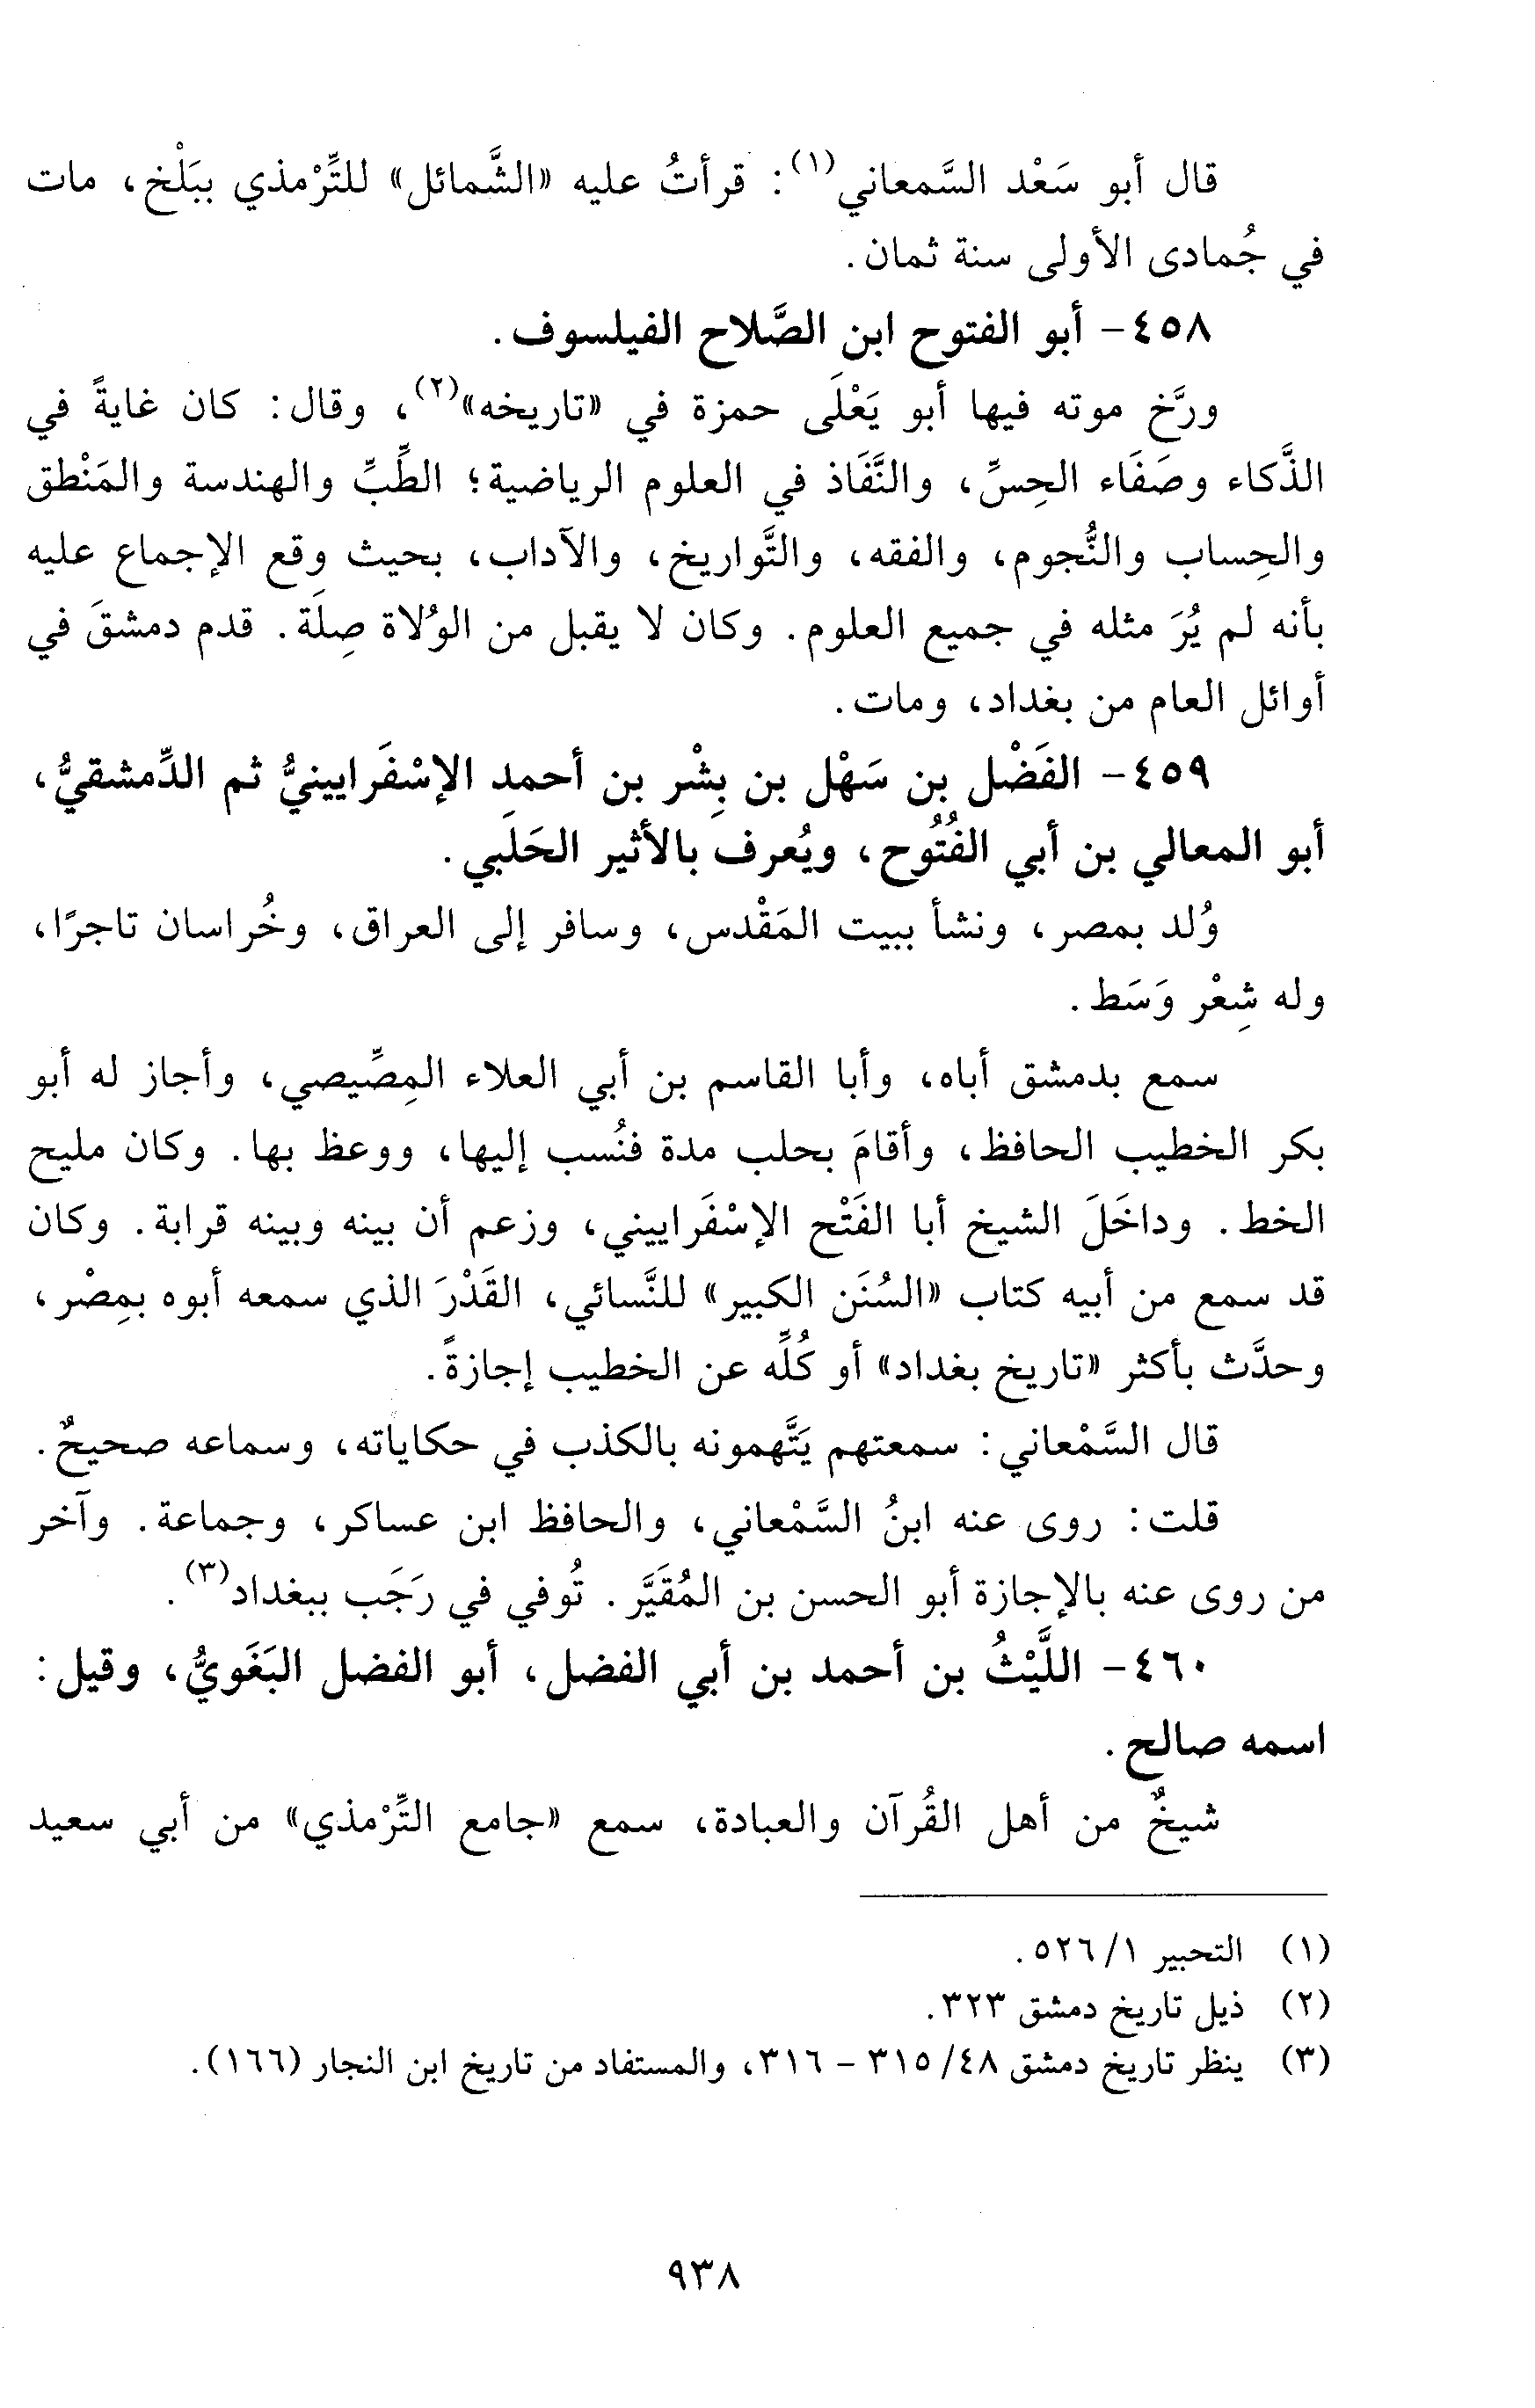 قال أبو سَعْد السَّمعاني(١): قرأتُ عليه «الشَّمائل» للتِّرْمذي ببَلْخ، مات
في جُمادى الأولى سنة ثمان.
٤٥٨- أبو الفتوح ابن الصَّلاح الفيلسوف.
ورَّخ موته فيها أبو يَعْلَى حمزة في «تاريخه»(٢)، وقال: كان غايةً في
الذَّكاء وصَفَاء الحِسِّ، والنَّفَاذ في العلوم الرياضية؛ الطِّبِّ والهندسة والمَنْطق
والحِساب والنُّجوم، والفقه، والتَّواريخ، والآداب، بحيث وقع الإجماع عليه
بأنه لم يُرَ مثله في جميع العلوم. وكان لا يقبل من الوُلاة صِلَة. قدم دمشقَ في
أوائل العام من بغداد، ومات.
٤٥٩- الفَضْل بن سَهْل بن بِشْر بن أحمد الإسْفَرايينيُّ ثم الدِّمشقيُّ،
أبو المعالي بن أبي الفُتُوح، ويُعرف بالأثير الحَلَبي.
وُلد بمصر، ونشأ ببيت المَقْدس، وسافر إلى العراق، وخُراسان تاجرًا،
وله شِعْر وَسَط.
سمع بدمشق أباه، وأبا القاسم بن أبي العلاء المِصِّيصي، وأجاز له أبو
بكر الخطيب الحافظ، وأقامَ بحلب مدة فنُسب إليها، ووعظ بها. وكان مليح
الخط. وداخَلَ الشيخ أبا الفَتْح الإسْفَراييني، وزعم أن بينه وبينه قرابة. وكان
قد سمع من أبيه كتاب «السُنَن الكبير» للنَّسائي، القَدْرَ الذي سمعه أبوه بمِصْر،
وحدَّث بأكثر «تاريخ بغداد» أو كُلِّه عن الخطيب إجازةً.
قال السَّمْعاني: سمعتهم يَتَّهمونه بالكذب في حكاياته، وسماعه صحيحٌ.
قلت: روى عنه ابنُ السَّمْعاني، والحافظ ابن عساكر، وجماعة. وآخر
من روى عنه بالإجازة أبو الحسن بن المُقَيَّر. تُوفي في رَجَب ببغداد(٣).
٤٦٠- اللَّيْثُ بن أحمد بن أبي الفضل، أبو الفضل البَغَويُّ، وقيل:
اسمه صالح.
شيخٌ من أهل القُرآن والعبادة، سمع «جامع التِّرْمذي» من أبي سعيد
(١) التحبير ١/ ٥٢٦.
(٢) ذيل تاريخ دمشق ٣٢٣.
(٣) ينظر تاريخ دمشق ٤٨/ ٣١٥ - ٣١٦، والمستفاد من تاريخ ابن النجار (١٦٦).
٩٣٨